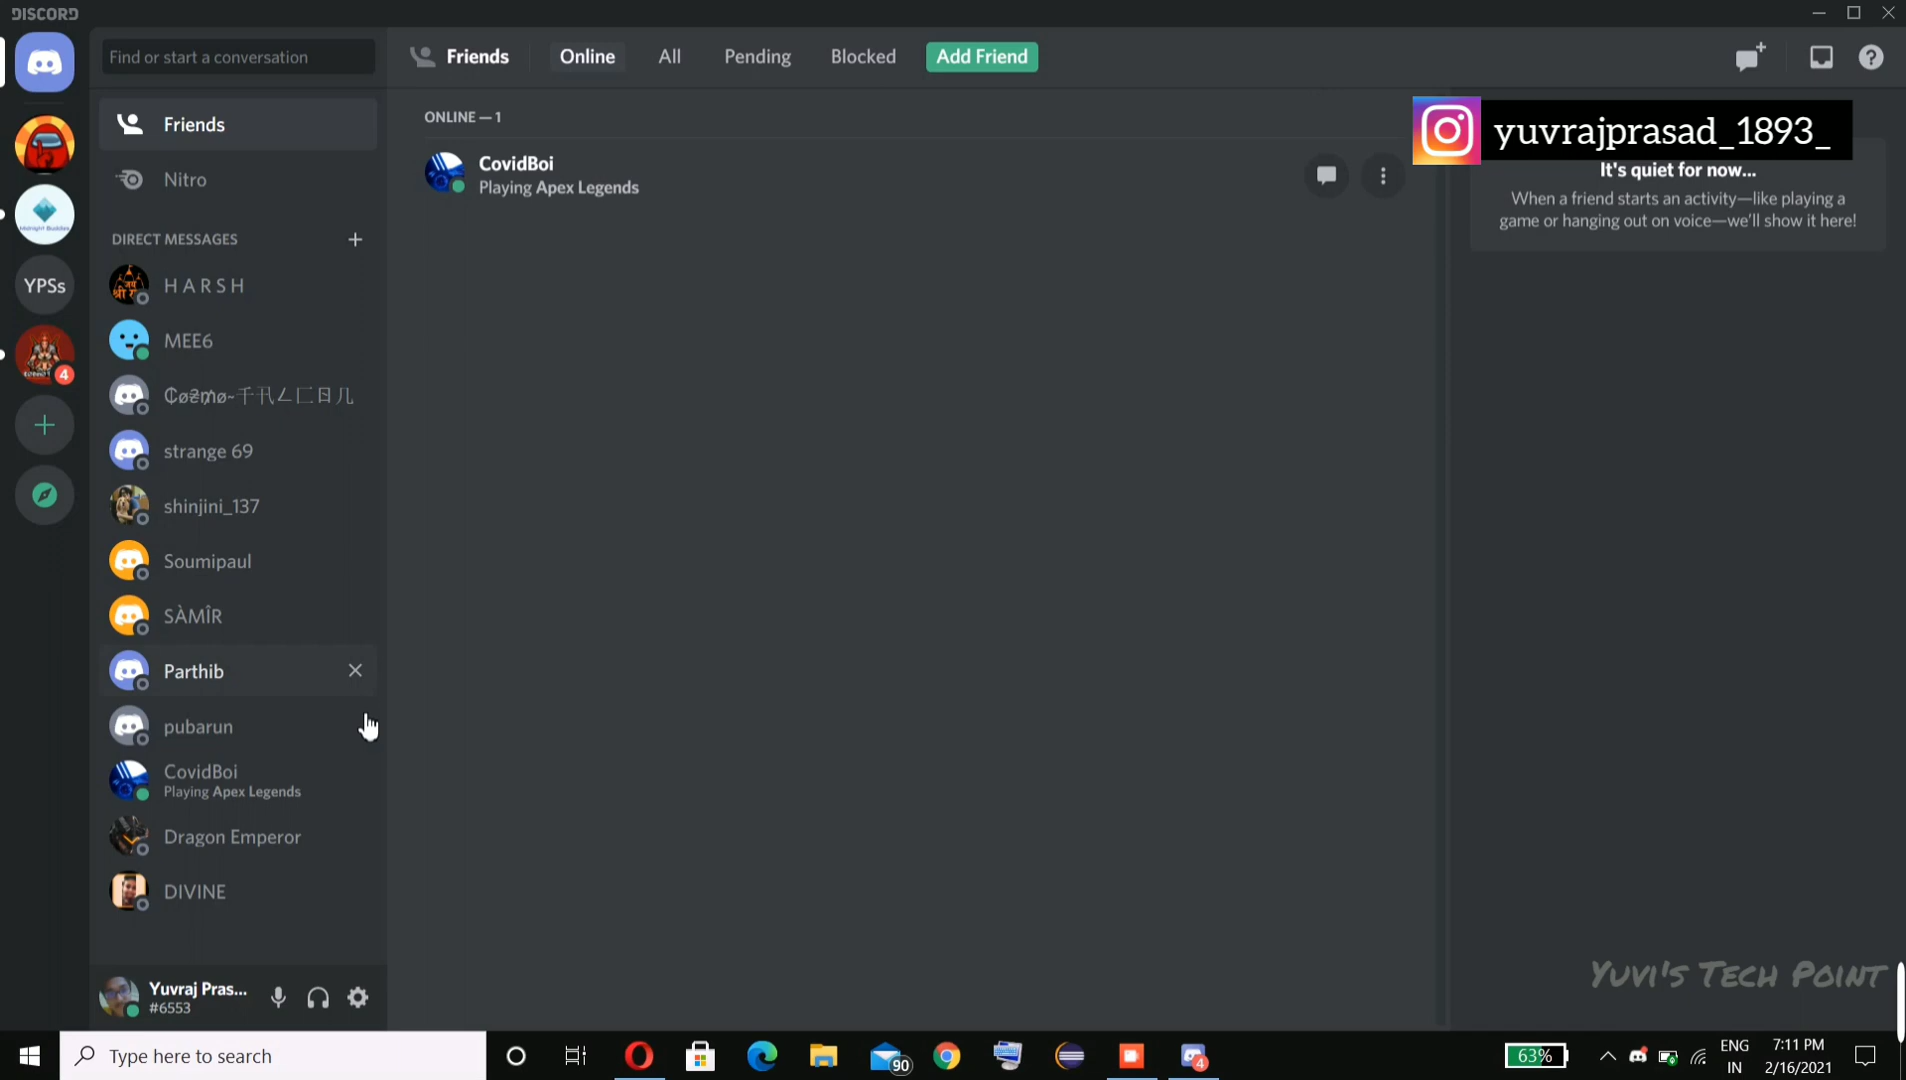 DISCORD
Find or start a conversation
Friends
Online
All
Pending
Blocked
Add Friend
Friends
Nitro
DIRECT MESSAGES
H A R S H
MEE6
strange 69
shinjini_137
Soumipaul
SÀMÎR
Parthib
pubarun
CovidBoi
Playing Apex Legends
Dragon Emperor
DIVINE
Yuvraj Pras...
#6553
YPSs
4
ONLINE — 1
CovidBoi
Playing Apex Legends
yuvrajprasad_1893_
It's quiet for now...
When a friend starts an activity—like playing a
game or hanging out on voice—we'll show it here!
YUVI'S TECH POINT
Type here to search
90
4
63%
ENG
IN
7:11 PM
2/16/2021